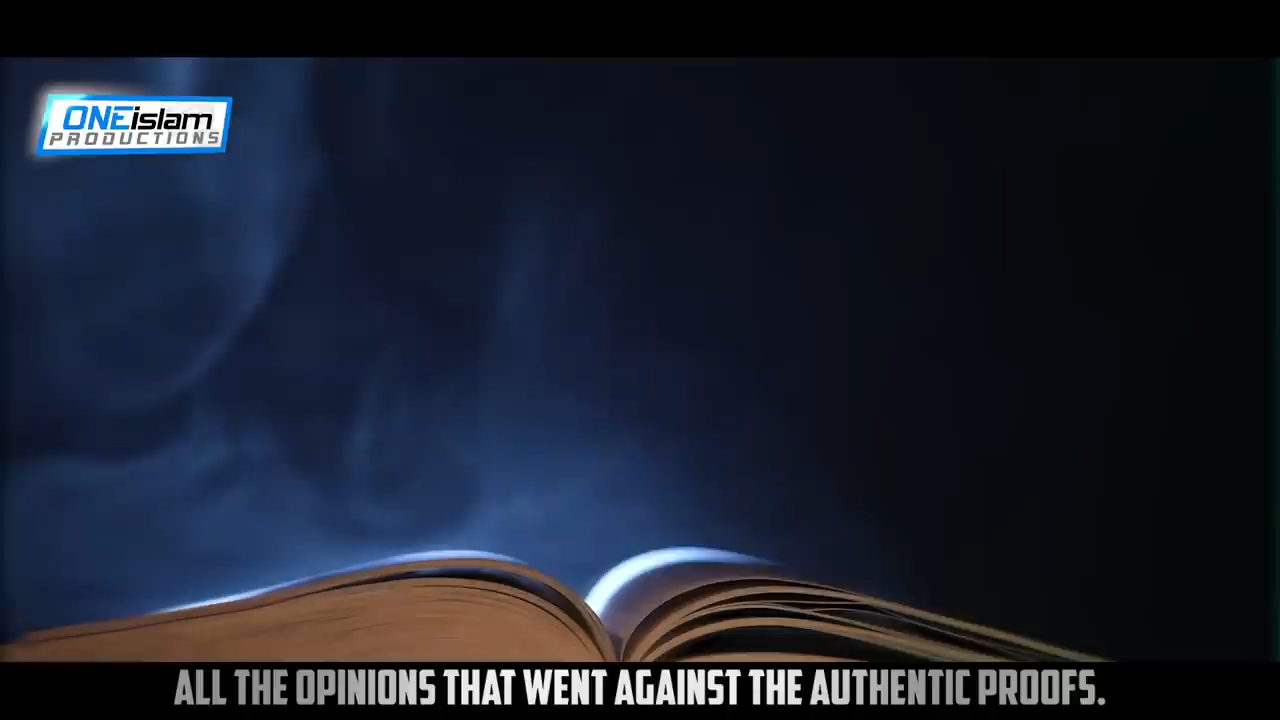 ONEislam
PRODUCTIONS
ALL THE OPINIONS THAT WENT AGAINST THE AUTHENTIC PROOFS.